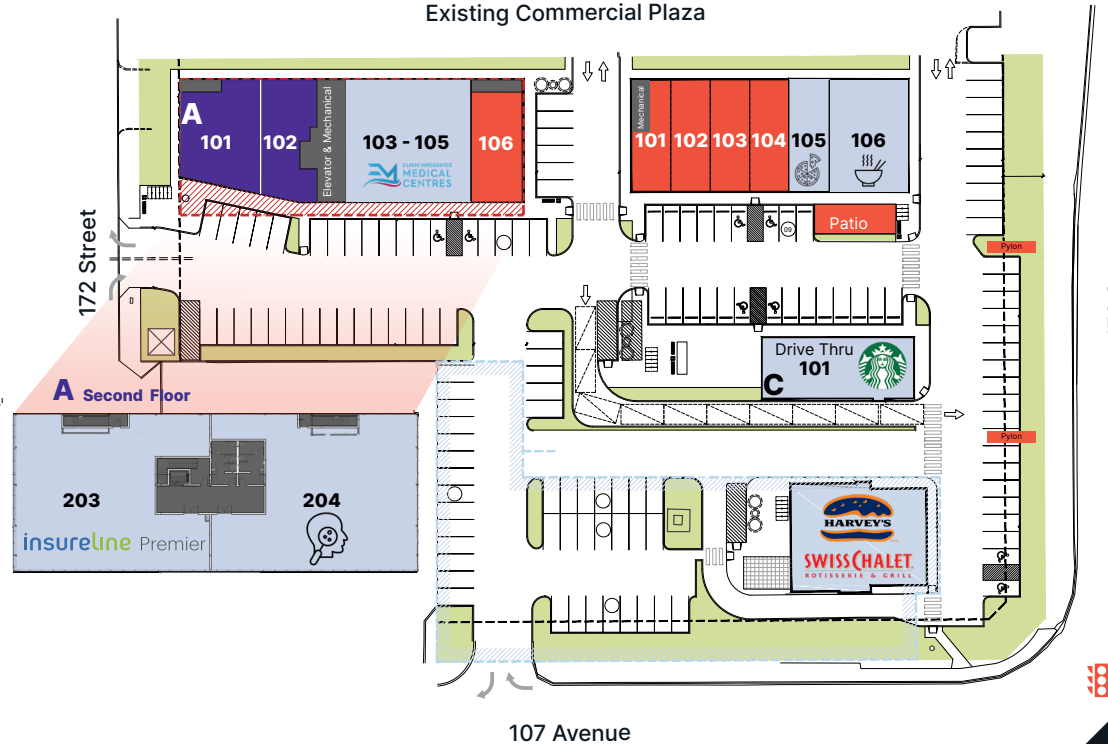 Existing Commercial Plaza
A
101
102
Elevator & Mechanical
103 - 105
EM
MEDICAL
CENTRES
106
Mechanical
101
102
103
104
105
106
Patio
09
Pylon
172 Street
Drive Thru
101
C
A Second Floor
Pylon
203
204
insureline Premier
HARVEY'S
SWISS CHALET
ROTISSERIE & GRILL
107 Avenue